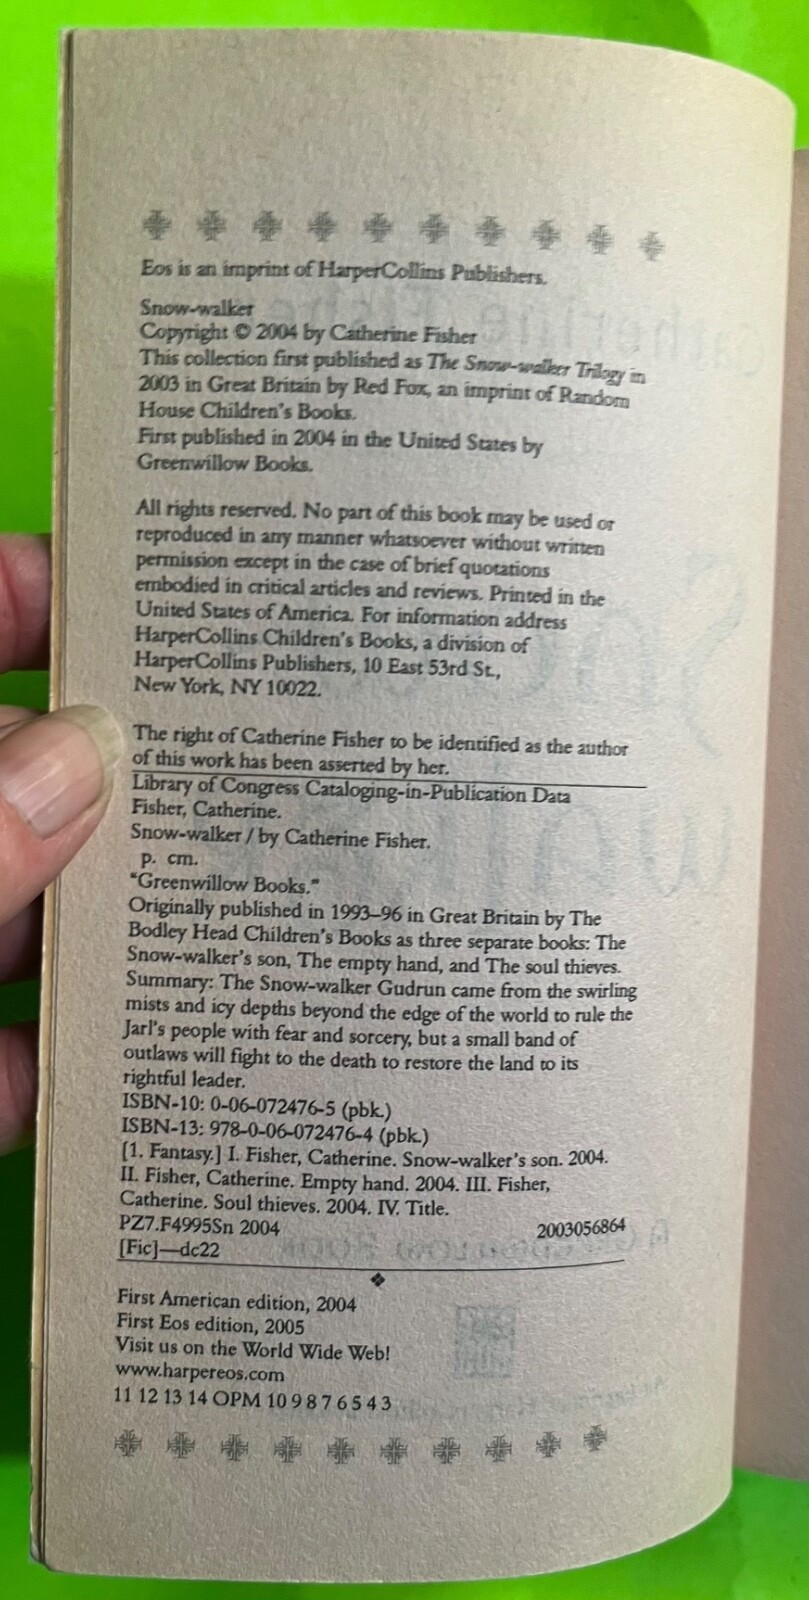 Eos is an imprint of HarperCollins Publishers.
Snow-walker
Copyright © 2004 by Catherine Fisher
This collection first published as The Snow-walker Trilogy in
2003 in Great Britain by Red Fox, an imprint of Random
House Children's Books.
First published in 2004 in the United States by
Greenwillow Books.
All rights reserved. No part of this book may be used or
reproduced in any manner whatsoever without written
permission except in the case of brief quotations
embodied in critical articles and reviews. Printed in the
United States of America. For information address
HarperCollins Children's Books, a division of
HarperCollins Publishers, 10 East 53rd St.,
New York, NY 10022.
The right of Catherine Fisher to be identified as the author
of this work has been asserted by her.
Library of Congress Cataloging-in-Publication Data
Fisher, Catherine.
Snow-walker / by Catherine Fisher.
p. cm.
"Greenwillow Books."
Originally published in 1993–96 in Great Britain by The
Bodley Head Children's Books as three separate books: The
Snow-walker's son, The empty hand, and The soul thieves.
Summary: The Snow-walker Gudrun came from the swirling
mists and icy depths beyond the edge of the world to rule the
Jarl's people with fear and sorcery, but a small band of
outlaws will fight to the death to restore the land to its
rightful leader.
ISBN-10: 0-06-072476-5 (pbk.)
ISBN-13: 978-0-06-072476-4 (pbk.)
[1. Fantasy.] I. Fisher, Catherine. Snow-walker's son. 2004.
II. Fisher, Catherine. Empty hand. 2004. III. Fisher,
Catherine. Soul thieves. 2004. IV. Title.
PZ7.F4995Sn 2004 2003056864
[Fic]—dc22
First American edition, 2004
First Eos edition, 2005
Visit us on the World Wide Web!
www.harpereos.com
11 12 13 14 OPM 10 9 8 7 6 5 4 3